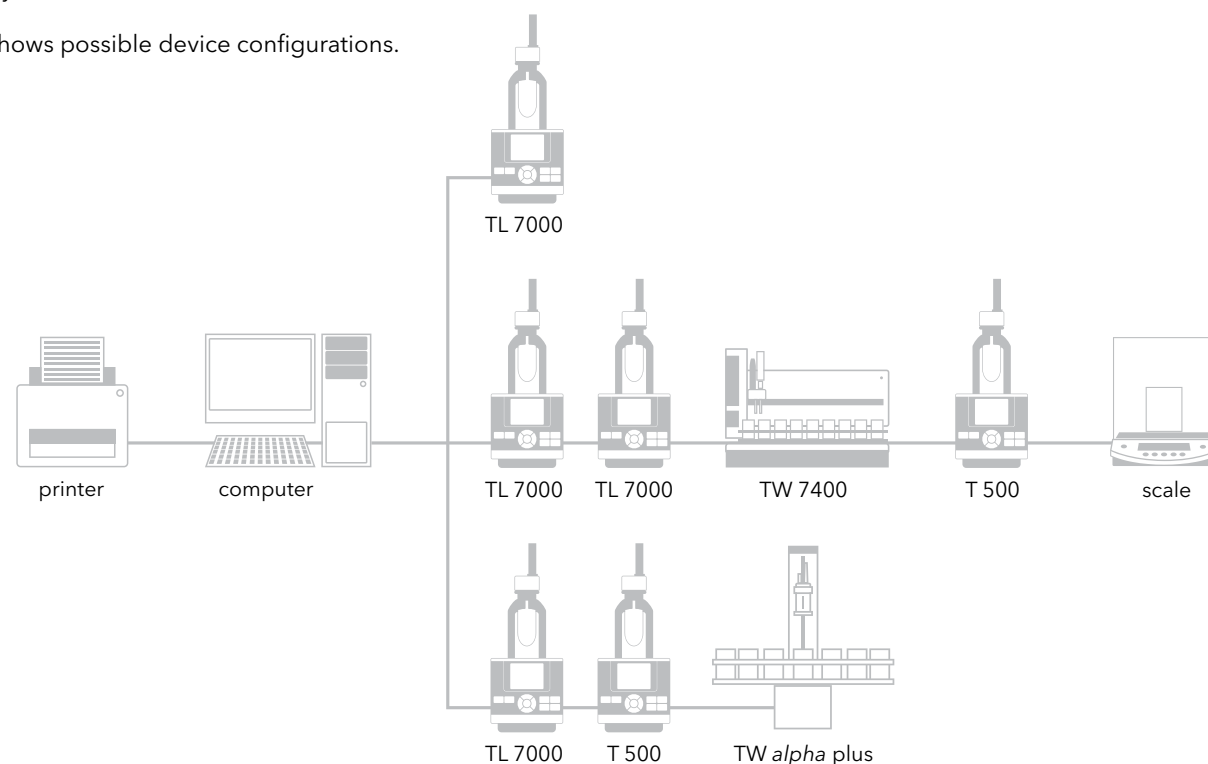 hows possible device configurations.
TL 7000
printer
computer
TL 7000
TL 7000
TW 7400
T 500
scale
TL 7000
T 500
TW alpha plus